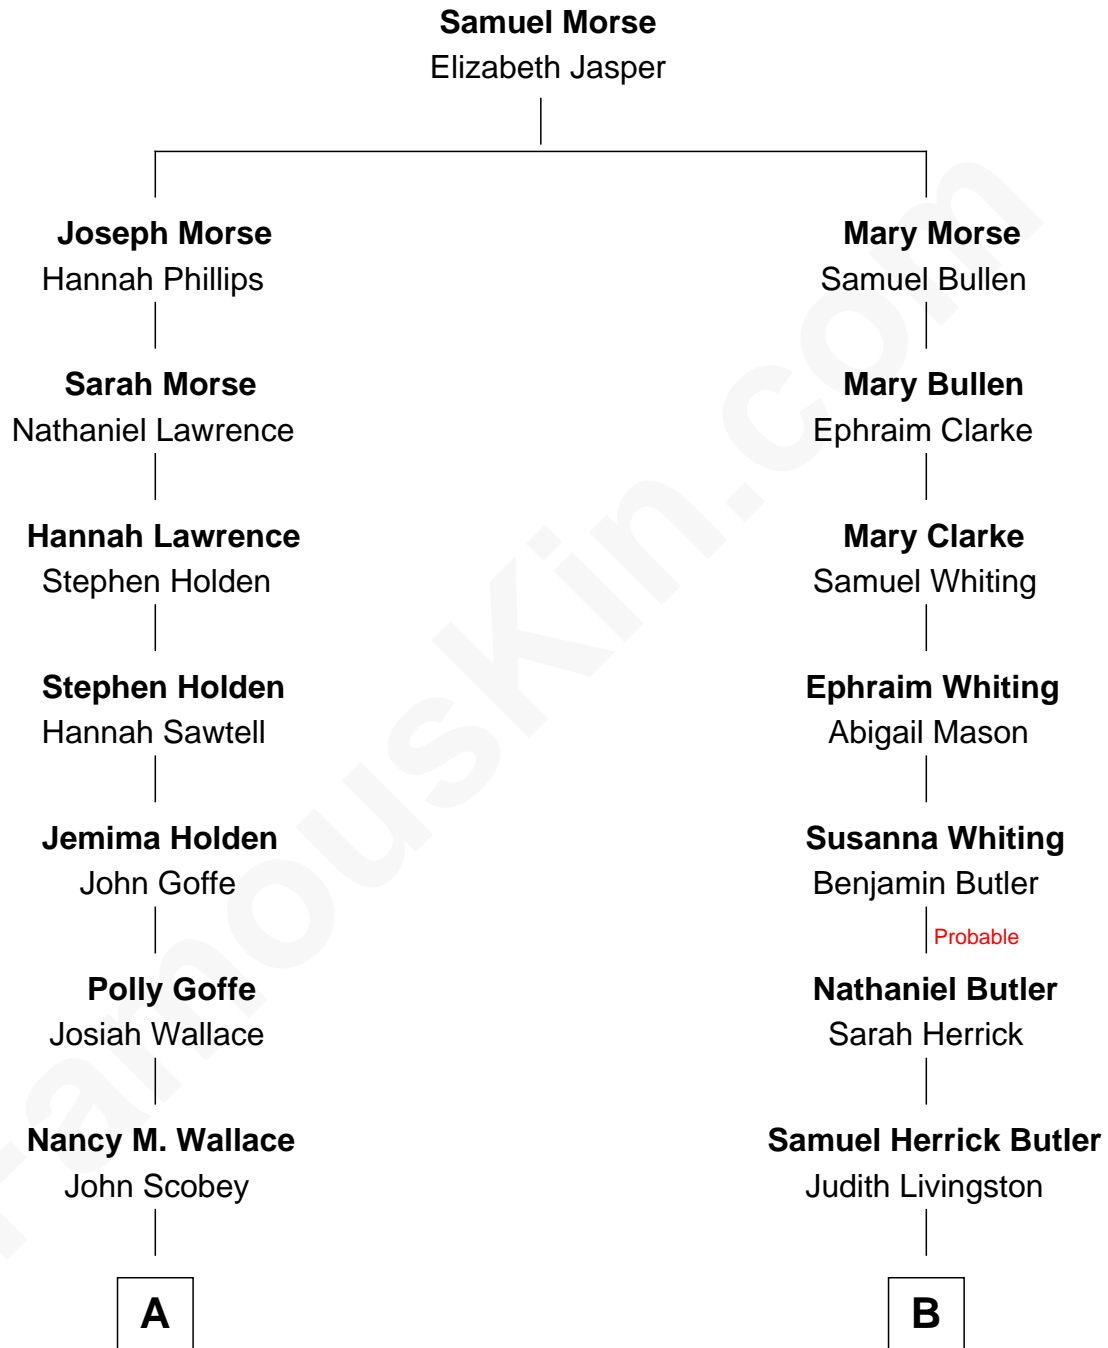 Samuel Morse
Elizabeth Jasper
Joseph Morse
Hannah Phillips
Mary Morse
Samuel Bullen
Sarah Morse
Nathaniel Lawrence
Mary Bullen
Ephraim Clarke
Hannah Lawrence
Stephen Holden
Mary Clarke
Samuel Whiting
Stephen Holden
Hannah Sawtell
Ephraim Whiting
Abigail Mason
Jemima Holden
John Goffe
Susanna Whiting
Benjamin Butler
Probable
Polly Goffe
Josiah Wallace
Nathaniel Butler
Sarah Herrick
Nancy M. Wallace
John Scobey
Samuel Herrick Butler
Judith Livingston
A
B
FamousKin.com